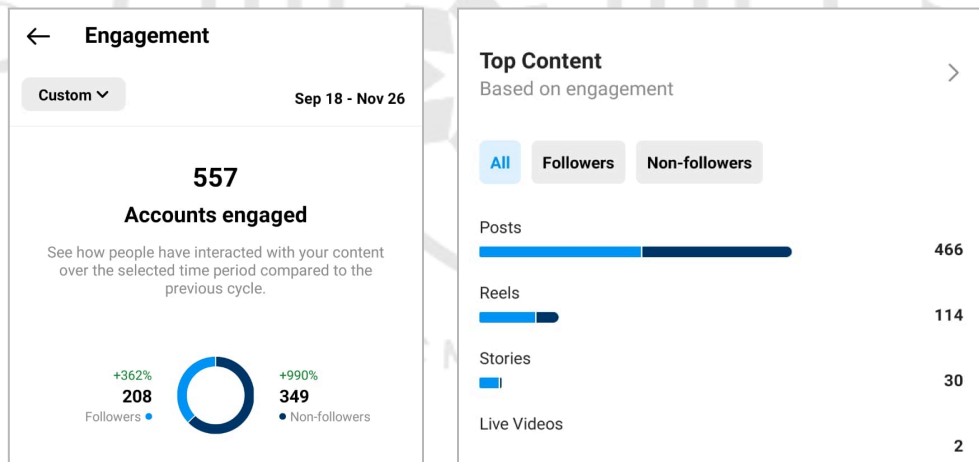 Engagement
Custom
Sep 18 - Nov 26
557
Accounts engaged
See how people have interacted with your content
over the selected time period compared to the
previous cycle.
+362%
208
Followers
+990%
349
Non-followers
Top Content
Based on engagement
All
Followers
Non-followers
Posts
466
Reels
114
Stories
30
Live Videos
2